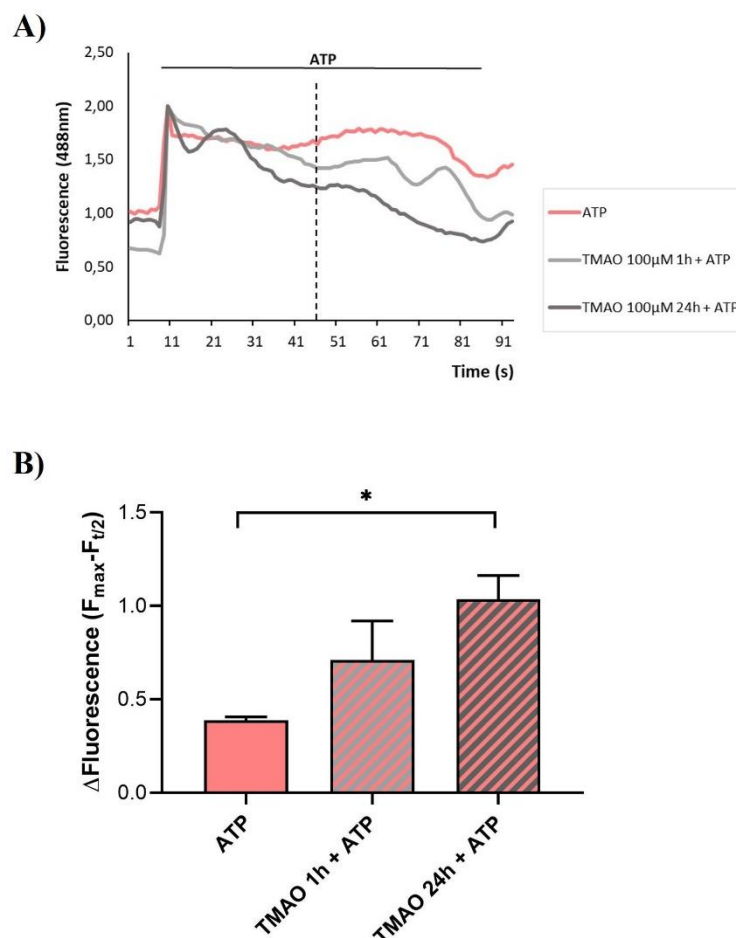 A)
ATP
Fluorescence (488nm)
2,50
2,00
1,50
1,00
0,50
0,00
1 11 21 31 41 51 61 71 81 91
Time (s)
ATP
TMAO 100µM 1h + ATP
TMAO 100µM 24h + ATP
B)
*
ΔFluorescence (Fmax-Ft/2)
1.5
1.0
0.5
0.0
ATP
TMAO 1h + ATP
TMAO 24h + ATP